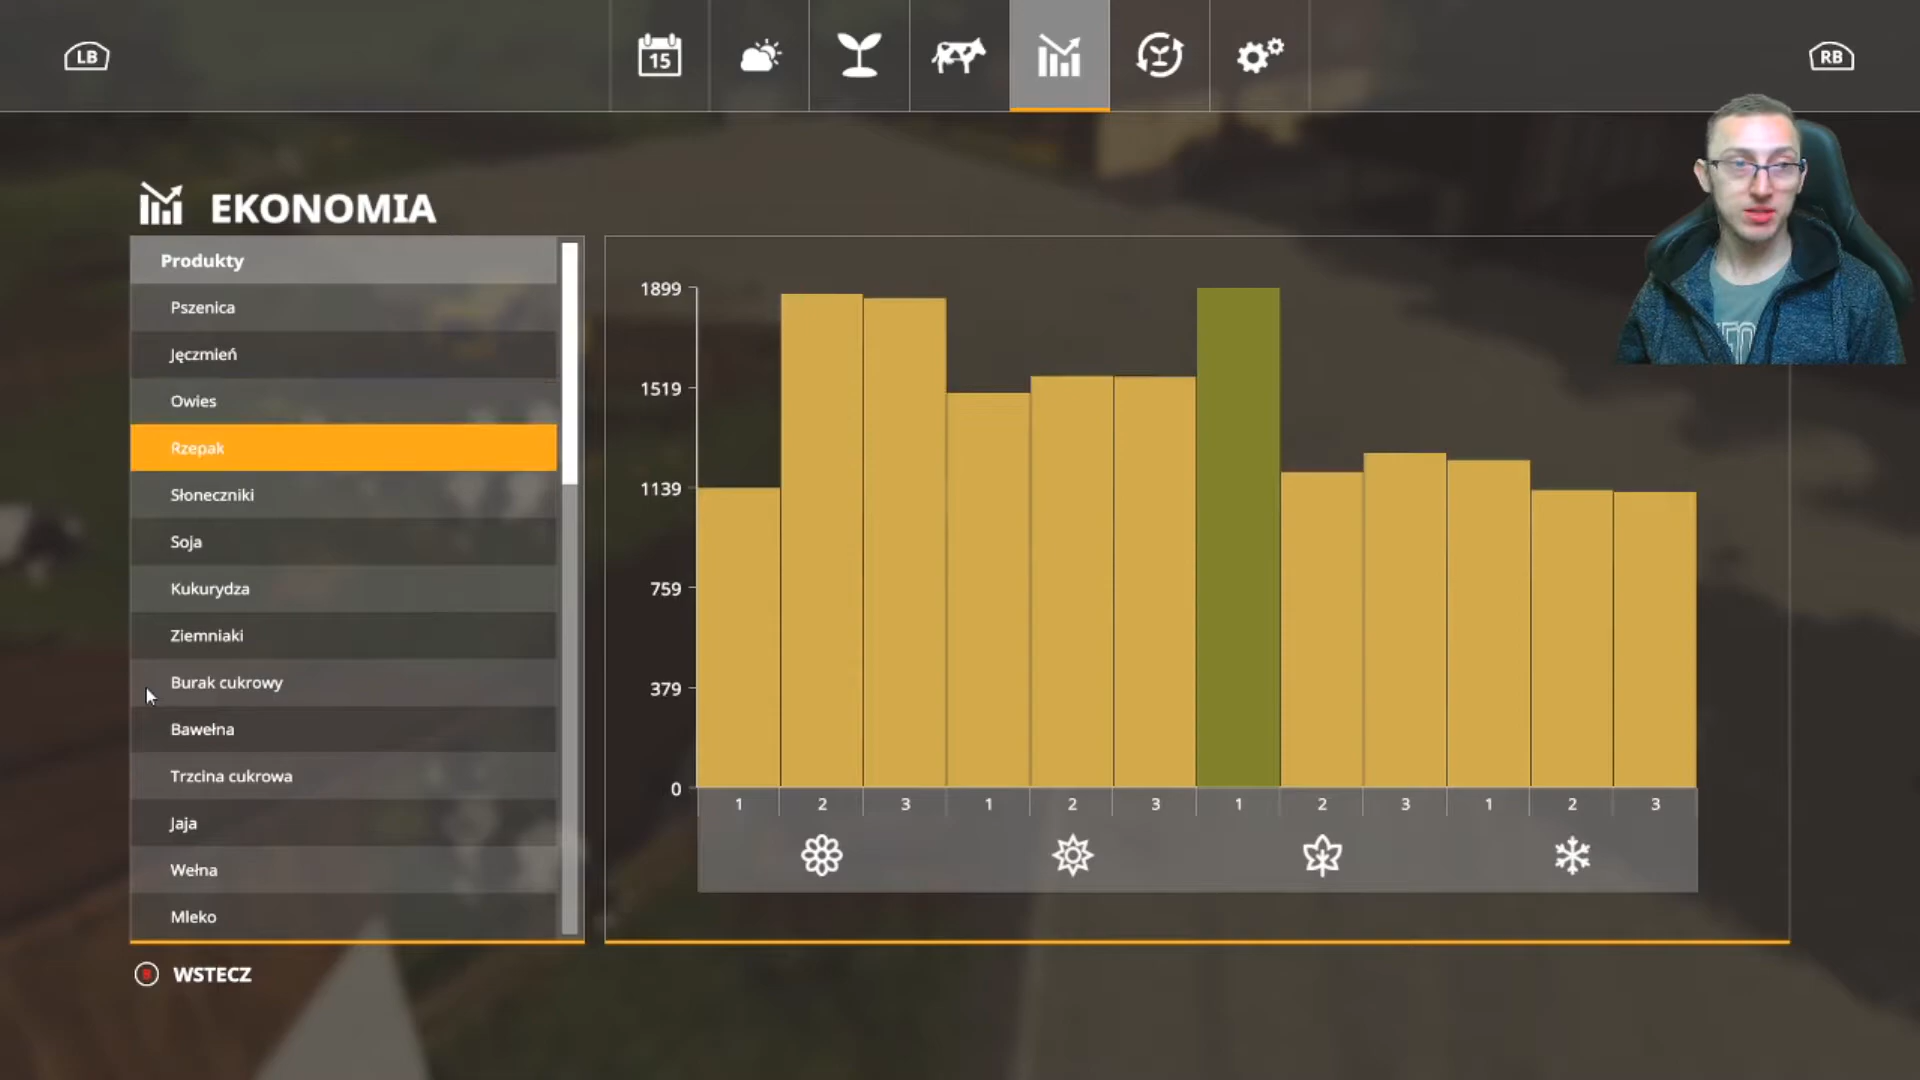 LB
15
RB
EKONOMIA
Produkty
Pszenica
Jęczmień
Owies
Rzepak
Słoneczniki
Soja
Kukurydza
Ziemniaki
Burak cukrowy
Bawełna
Trzcina cukrowa
Jaja
Wełna
Mleko
1899
1519
1139
759
379
0
1 2 3 1 2 3 1 2 3 1 2 3
B WSTECZ